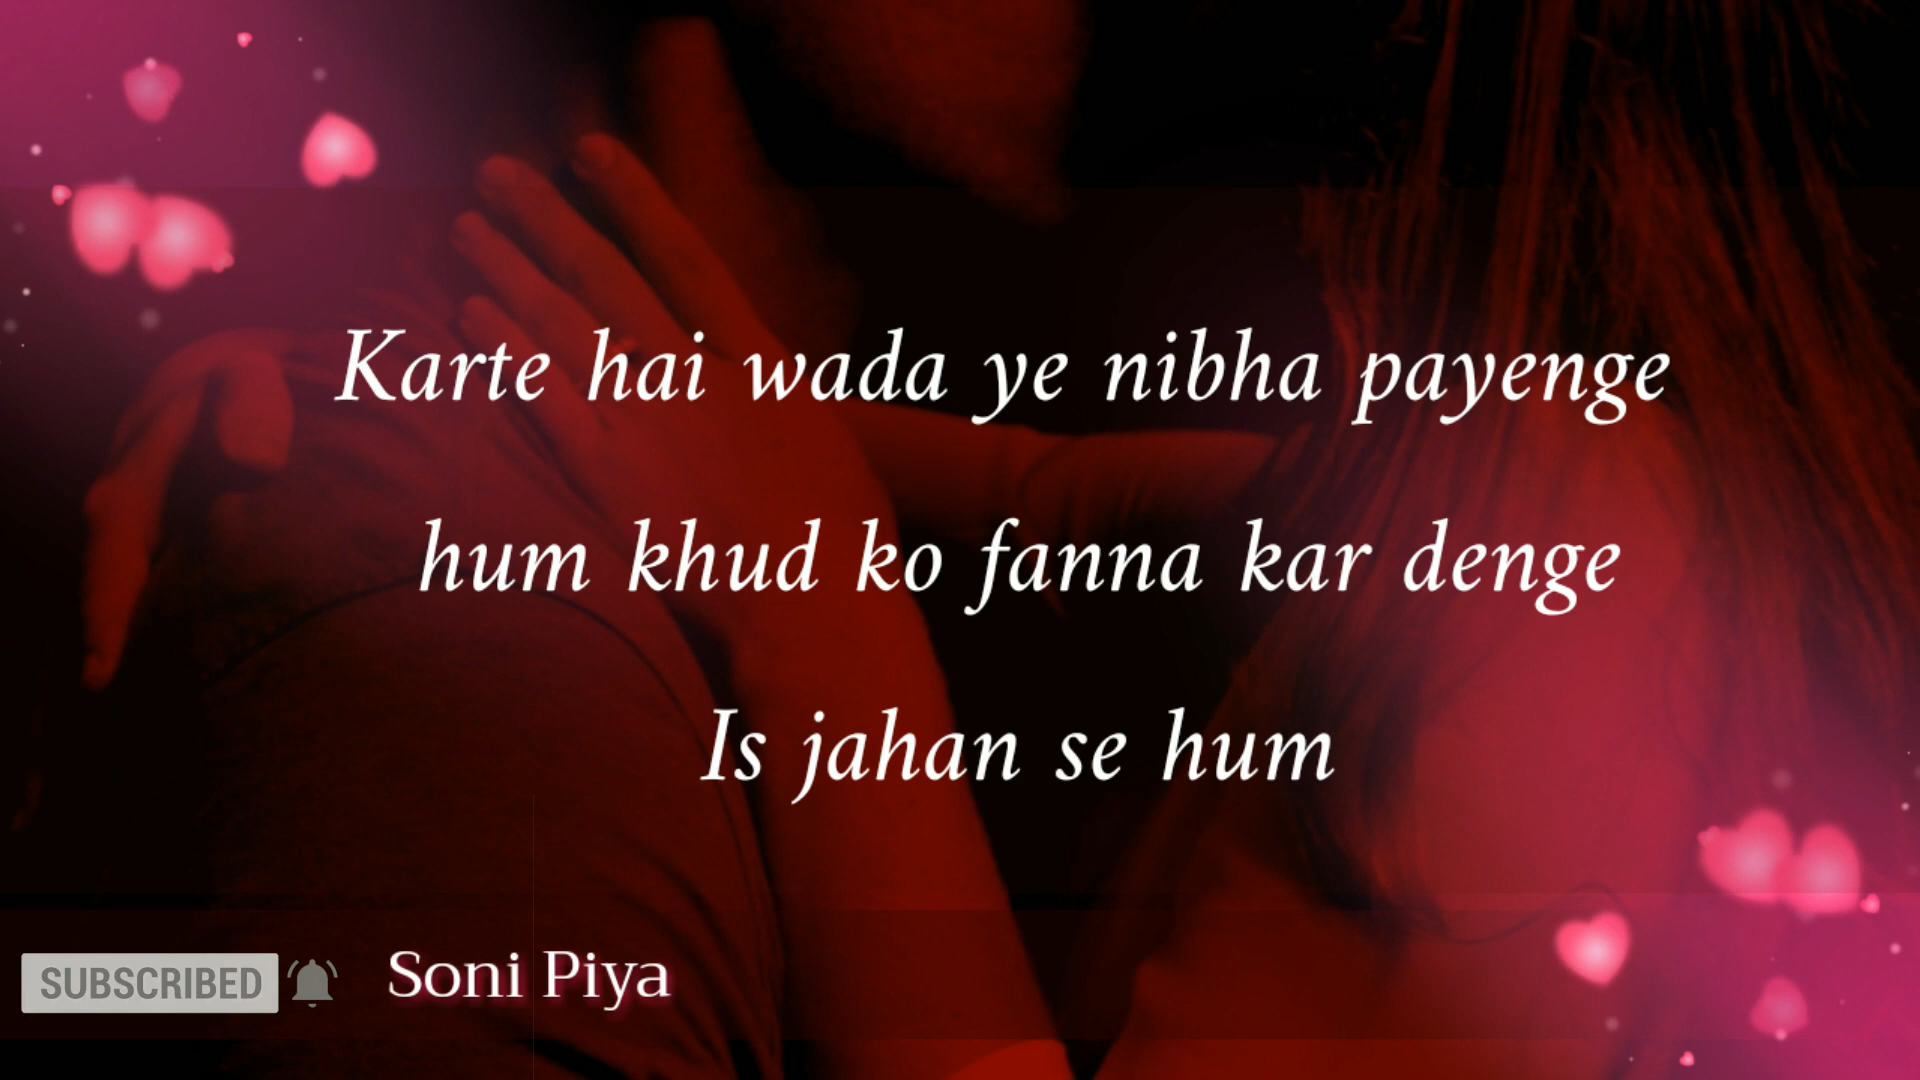 Karte hai wada ye nibha payenge
hum khud ko fanna kar denge
Is jahan se hum
SUBSCRIBED
Soni Piya